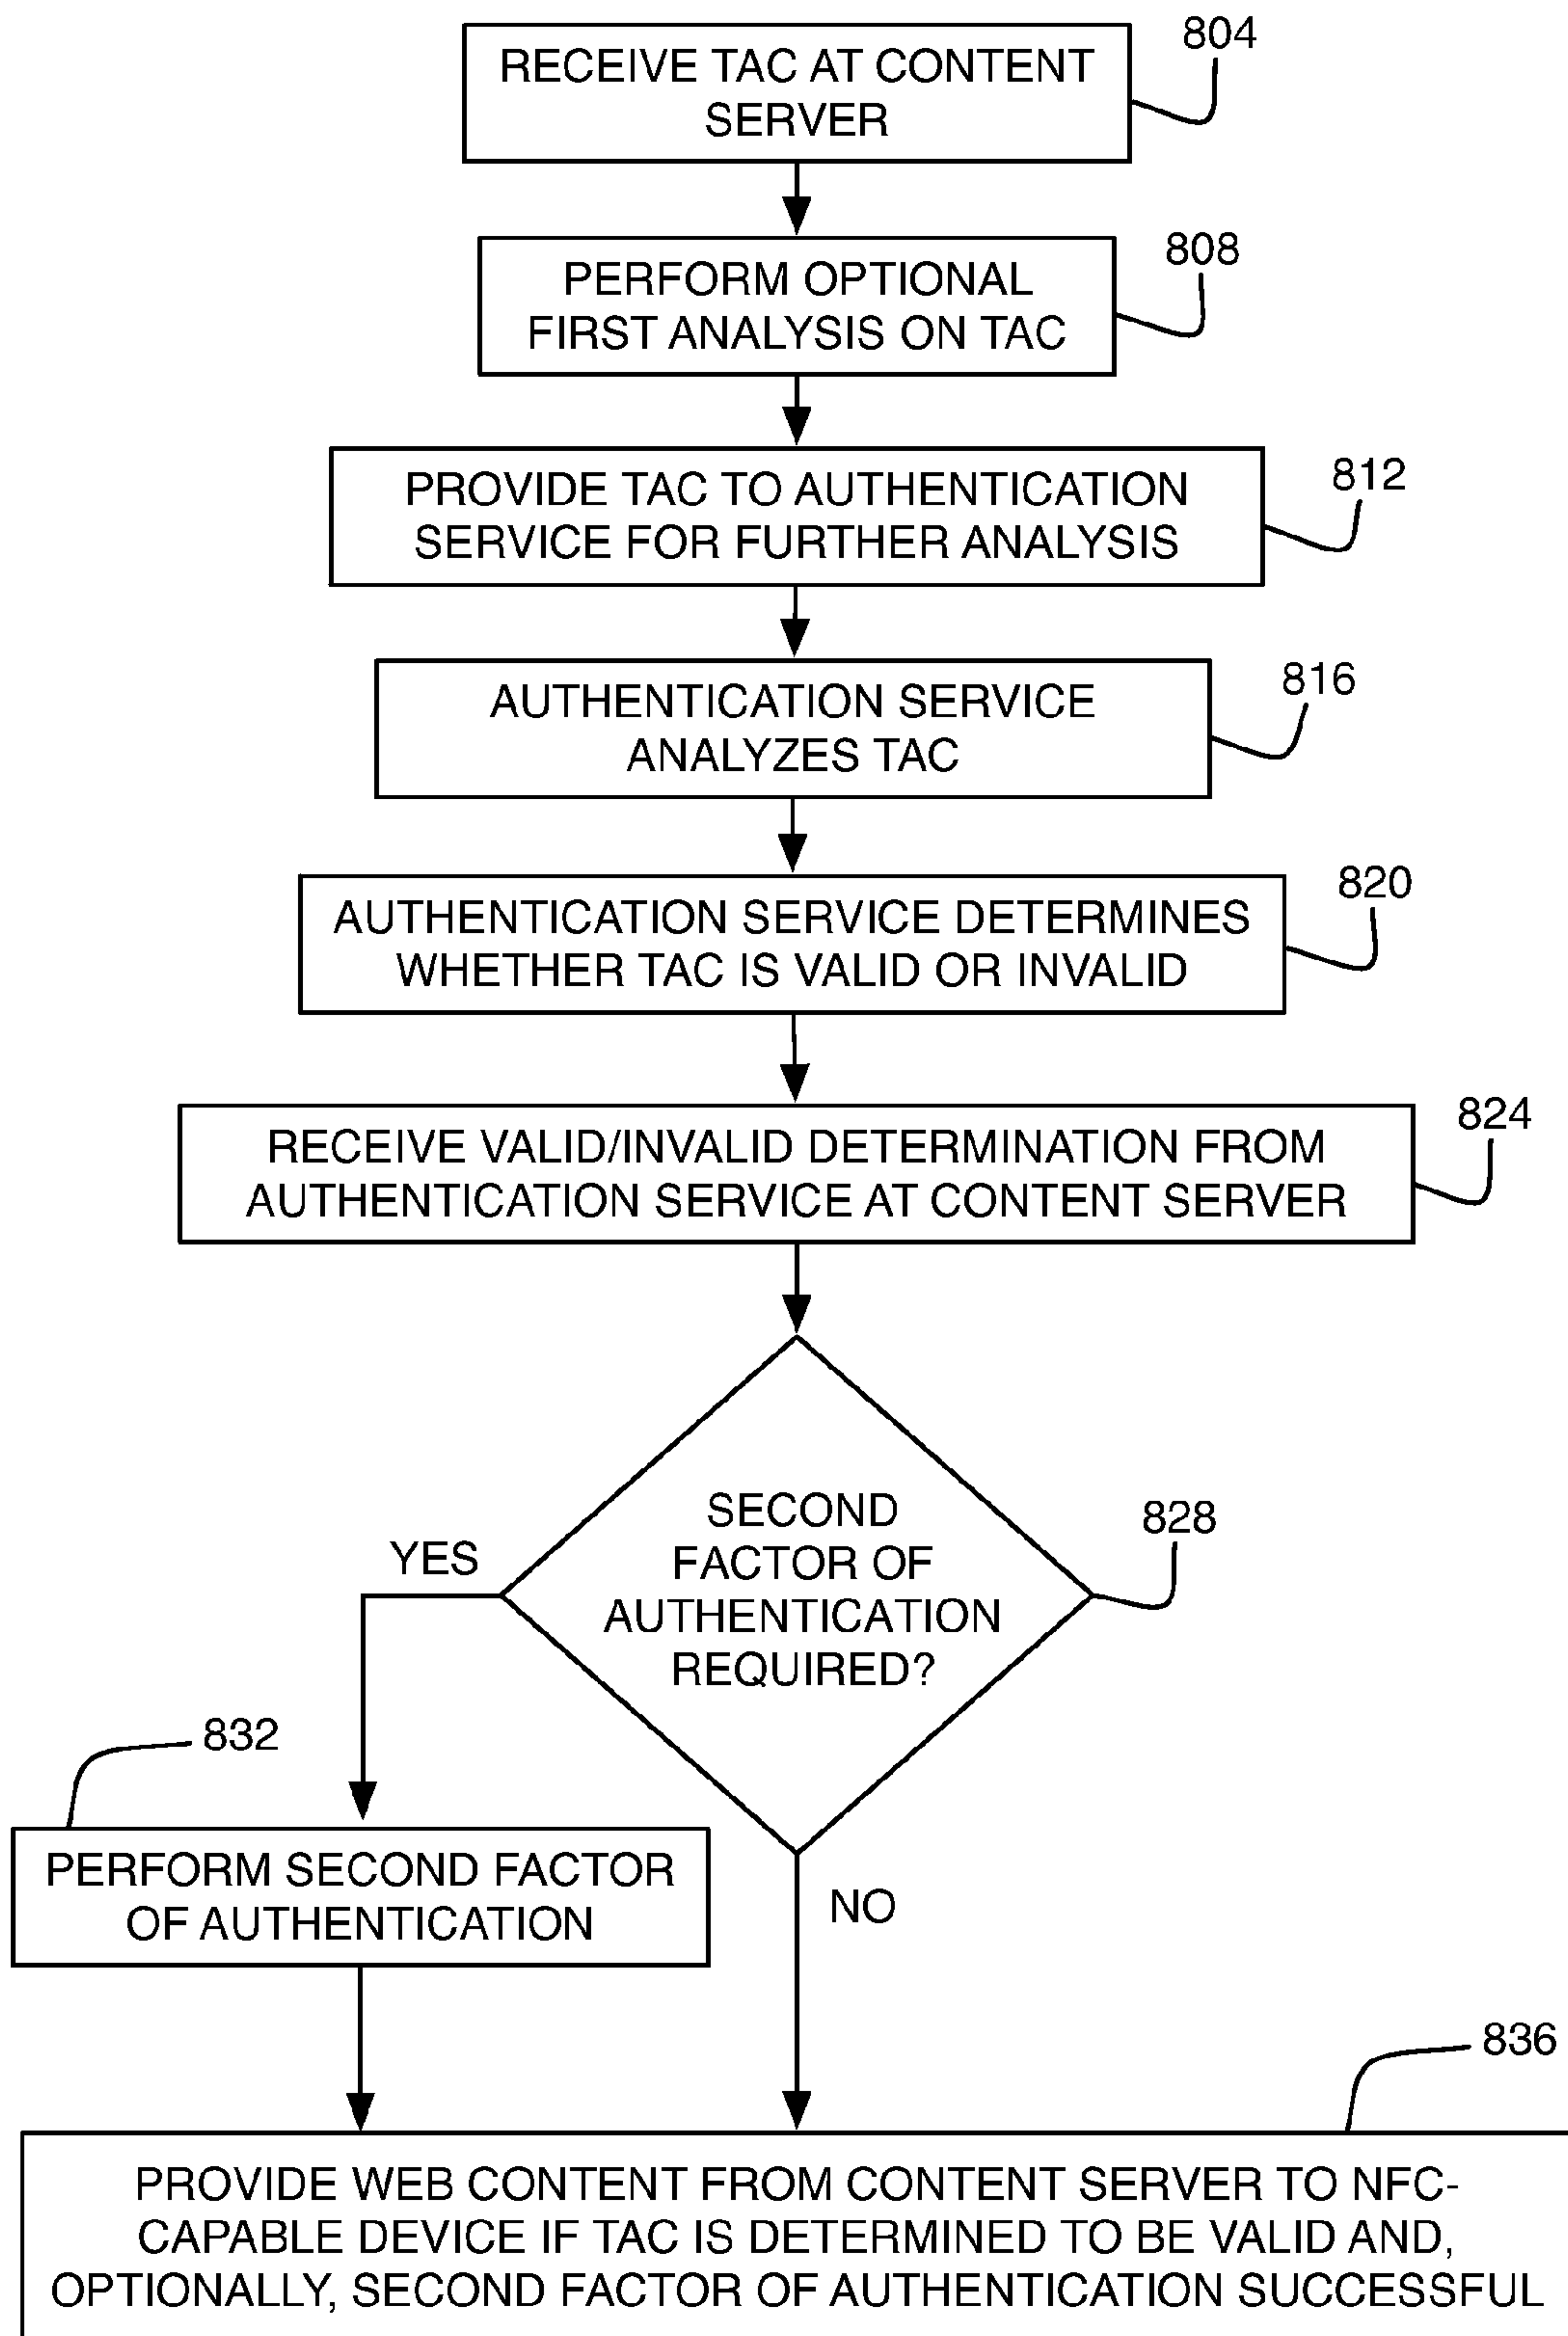 804
RECEIVE TAC AT CONTENT
SERVER
808
PERFORM OPTIONAL
FIRST ANALYSIS ON TAC
812
PROVIDE TAC TO AUTHENTICATION
SERVICE FOR FURTHER ANALYSIS
816
AUTHENTICATION SERVICE
ANALYZES TAC
820
AUTHENTICATION SERVICE DETERMINES
WHETHER TAC IS VALID OR INVALID
824
RECEIVE VALID/INVALID DETERMINATION FROM
AUTHENTICATION SERVICE AT CONTENT SERVER
828
SECOND
FACTOR OF
AUTHENTICATION
REQUIRED?
YES
832
PERFORM SECOND FACTOR
OF AUTHENTICATION
NO
836
PROVIDE WEB CONTENT FROM CONTENT SERVER TO NFC-
CAPABLE DEVICE IF TAC IS DETERMINED TO BE VALID AND,
OPTIONALLY, SECOND FACTOR OF AUTHENTICATION SUCCESSFUL